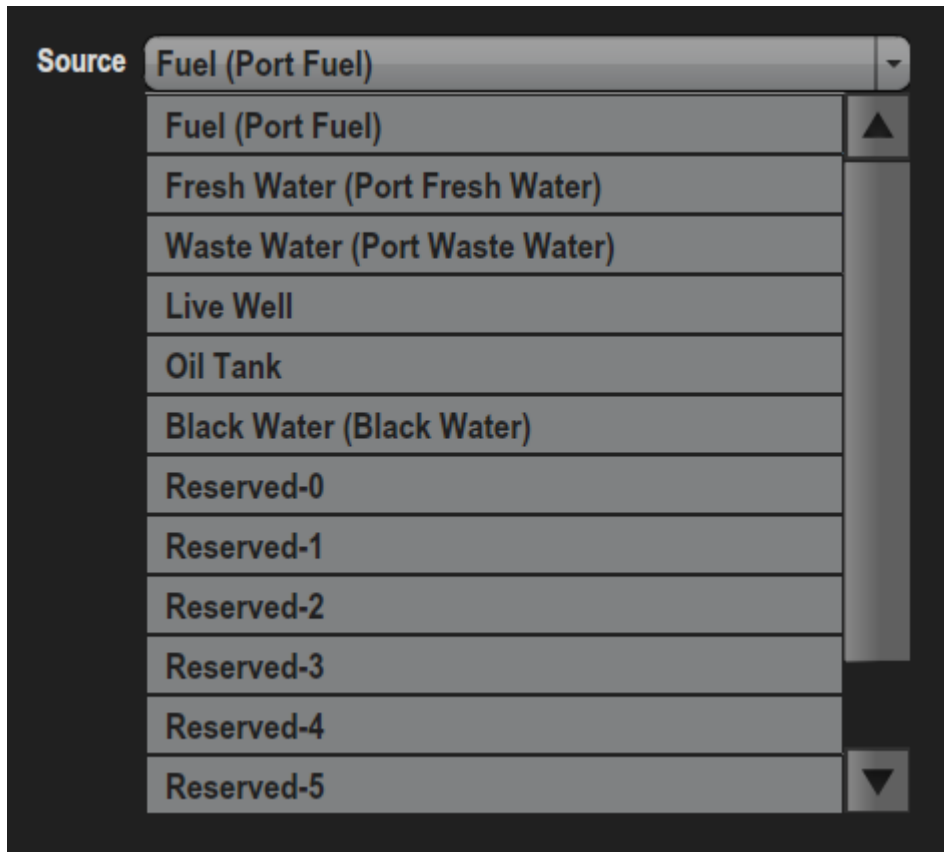 Source Fuel (Port Fuel)
Fuel (Port Fuel)
Fresh Water (Port Fresh Water)
Waste Water (Port Waste Water)
Live Well
Oil Tank
Black Water (Black Water)
Reserved-0
Reserved-1
Reserved-2
Reserved-3
Reserved-4
Reserved-5